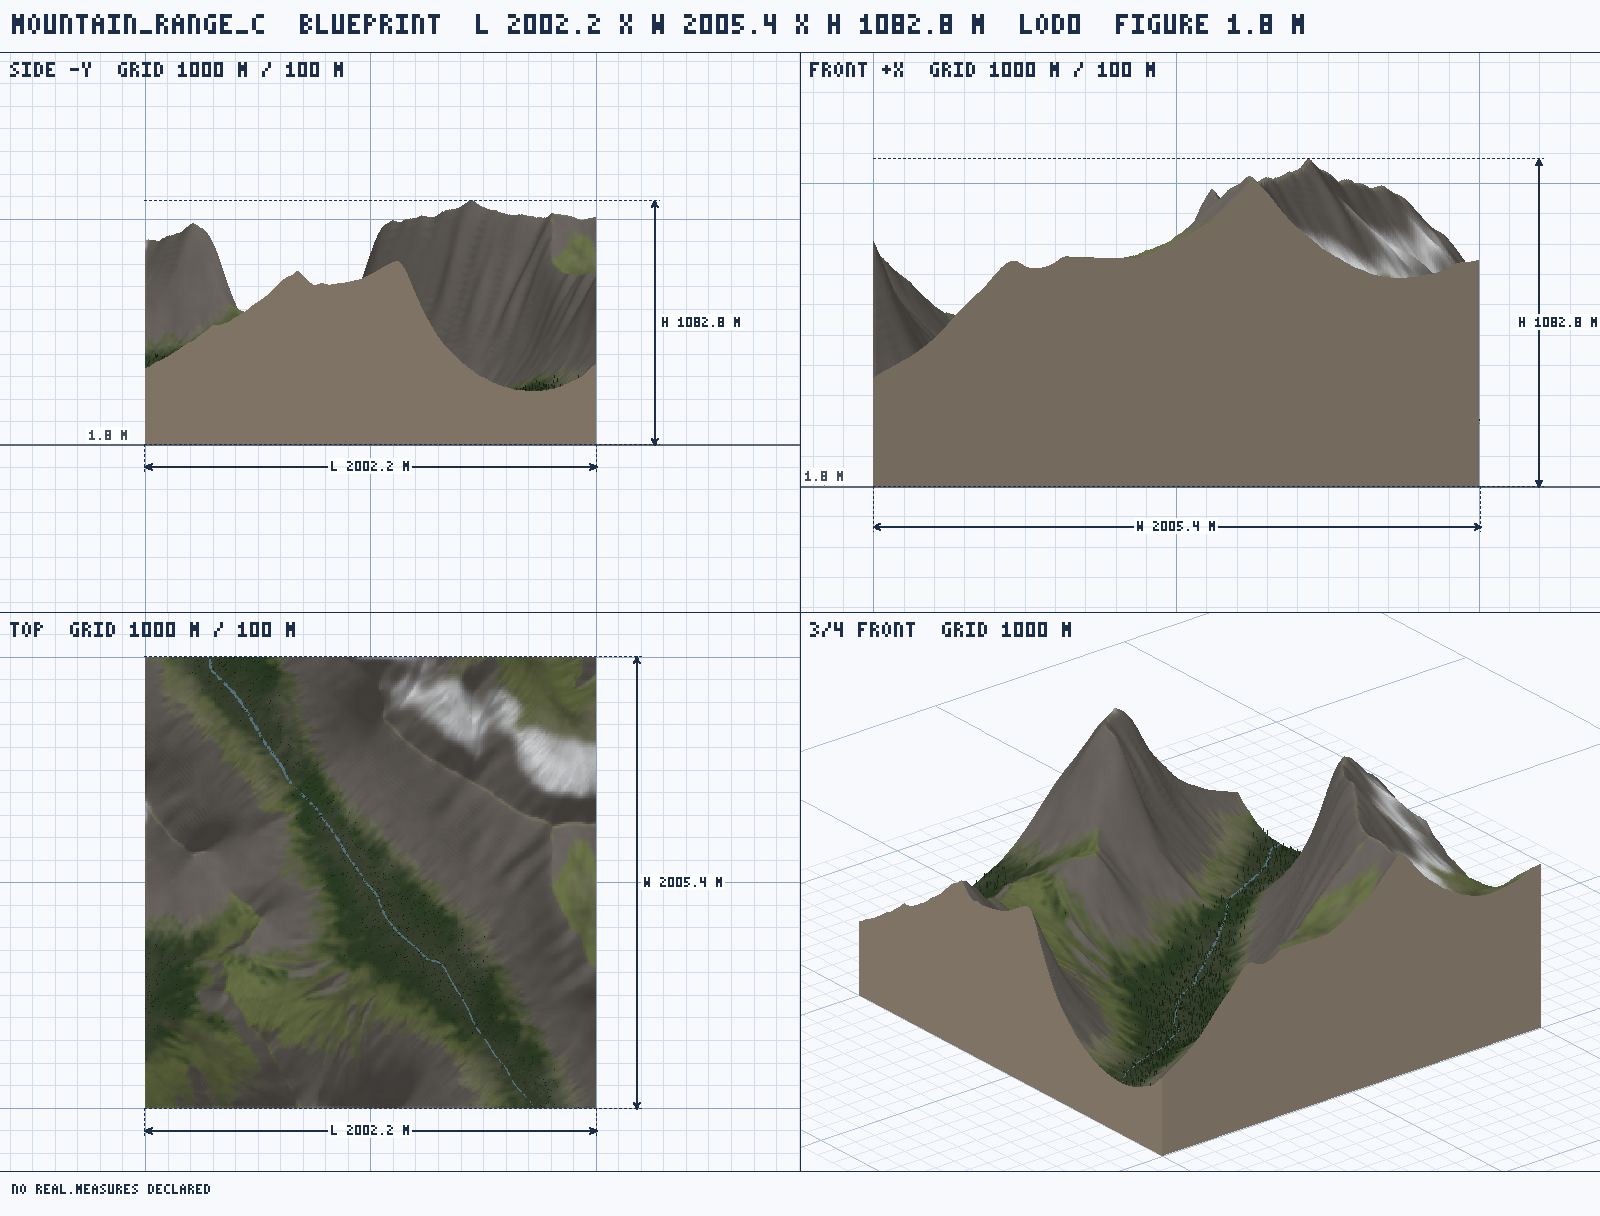 MOUNTAIN_RANGE_C BLUEPRINT L 2002.2 X W 2005.4 X H 1082.8 M LOD0 FIGURE 1.8 M
SIDE -Y GRID 1000 M / 100 M
H 1082.8 M
1.8 M
L 2002.2 M
FRONT +X GRID 1000 M / 100 M
H 1082.8 M
1.8 M
W 2005.4 M
TOP GRID 1000 M / 100 M
W 2005.4 M
L 2002.2 M
3/4 FRONT GRID 1000 M
NO REAL.MEASURES DECLARED